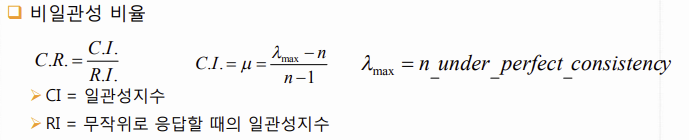 비일관성 비율
C.R. = C.I. / R.I.   C.I. = μ = (λmax − n) / (n − 1)   λmax = n_under_perfect_consistency
CI = 일관성지수
RI = 무작위로 응답할 때의 일관성지수